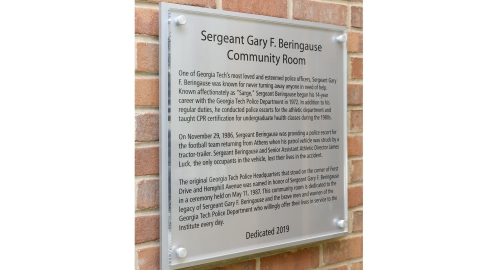 Sergeant Gary F. Beringause
Community Room
One of Georgia Tech's most loved and esteemed police officers, Sergeant Gary
F. Beringause was known for never turning away anyone in need of help.
Known affectionately as "Sarge," Sergeant Beringause began his 14-year
career with the Georgia Tech Police Department in 1972. In addition to his
regular duties, he conducted police escorts for the athletic department and
taught CPR certification for undergraduate health classes during the 1980s.
On November 29, 1986, Sergeant Beringause was providing a police escort for
the football team returning from Athens when his patrol vehicle was struck by a
tractor-trailer. Sergeant Beringause and Senior Assistant Athletic Director James
Luck, the only occupants in the vehicle, lost their lives in the accident.
The original Georgia Tech Police Headquarters that stood on the corner of Ferst
Drive and Hemphill Avenue was named in honor of Sergeant Gary F. Beringause
in a ceremony held on May 11, 1987. This community room is dedicated to the
legacy of Sergeant Gary F. Beringause and the brave men and women of the
Georgia Tech Police Department who willingly offer their lives in service to the
Institute every day.
Dedicated 2019